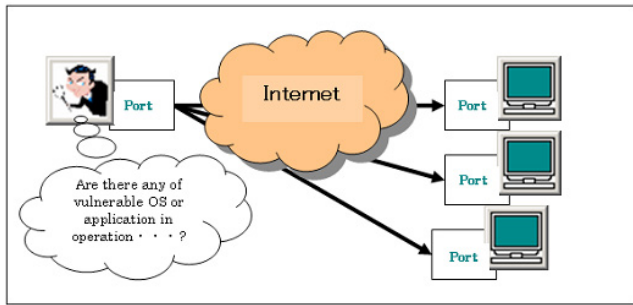 Internet
Port
Port
Port
Port
Are there any of
vulnerable OS or
application in
operation・・・?